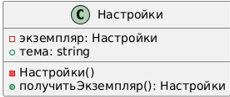 C Настройки
экземпляр: Настройки
тема: string
Настройки()
получитьЭкземпляр(): Настройки